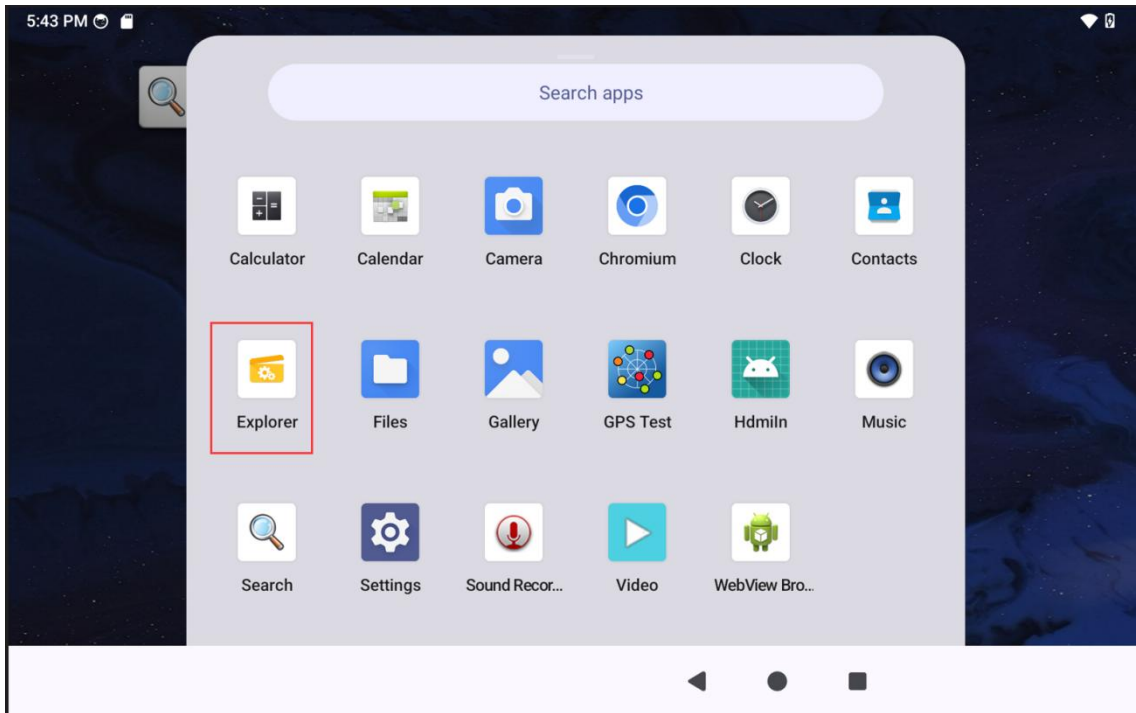 5:43 PM
Search apps
Calculator Calendar Camera Chromium Clock Contacts
Explorer Files Gallery GPS Test HdmiIn Music
Search Settings Sound Recor... Video WebView Bro...